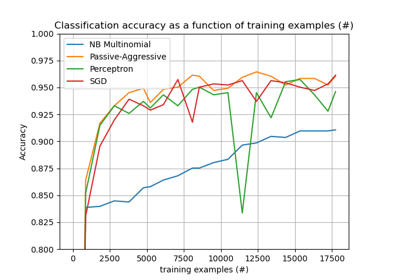 Classification accuracy as a function of training examples (#)
1.000
0.975
0.950
0.925
0.900
0.875
0.850
0.825
0.800
Accuracy
NB Multinomial
Passive-Aggressive
Perceptron
SGD
0 2500 5000 7500 10000 12500 15000 17500
training examples (#)